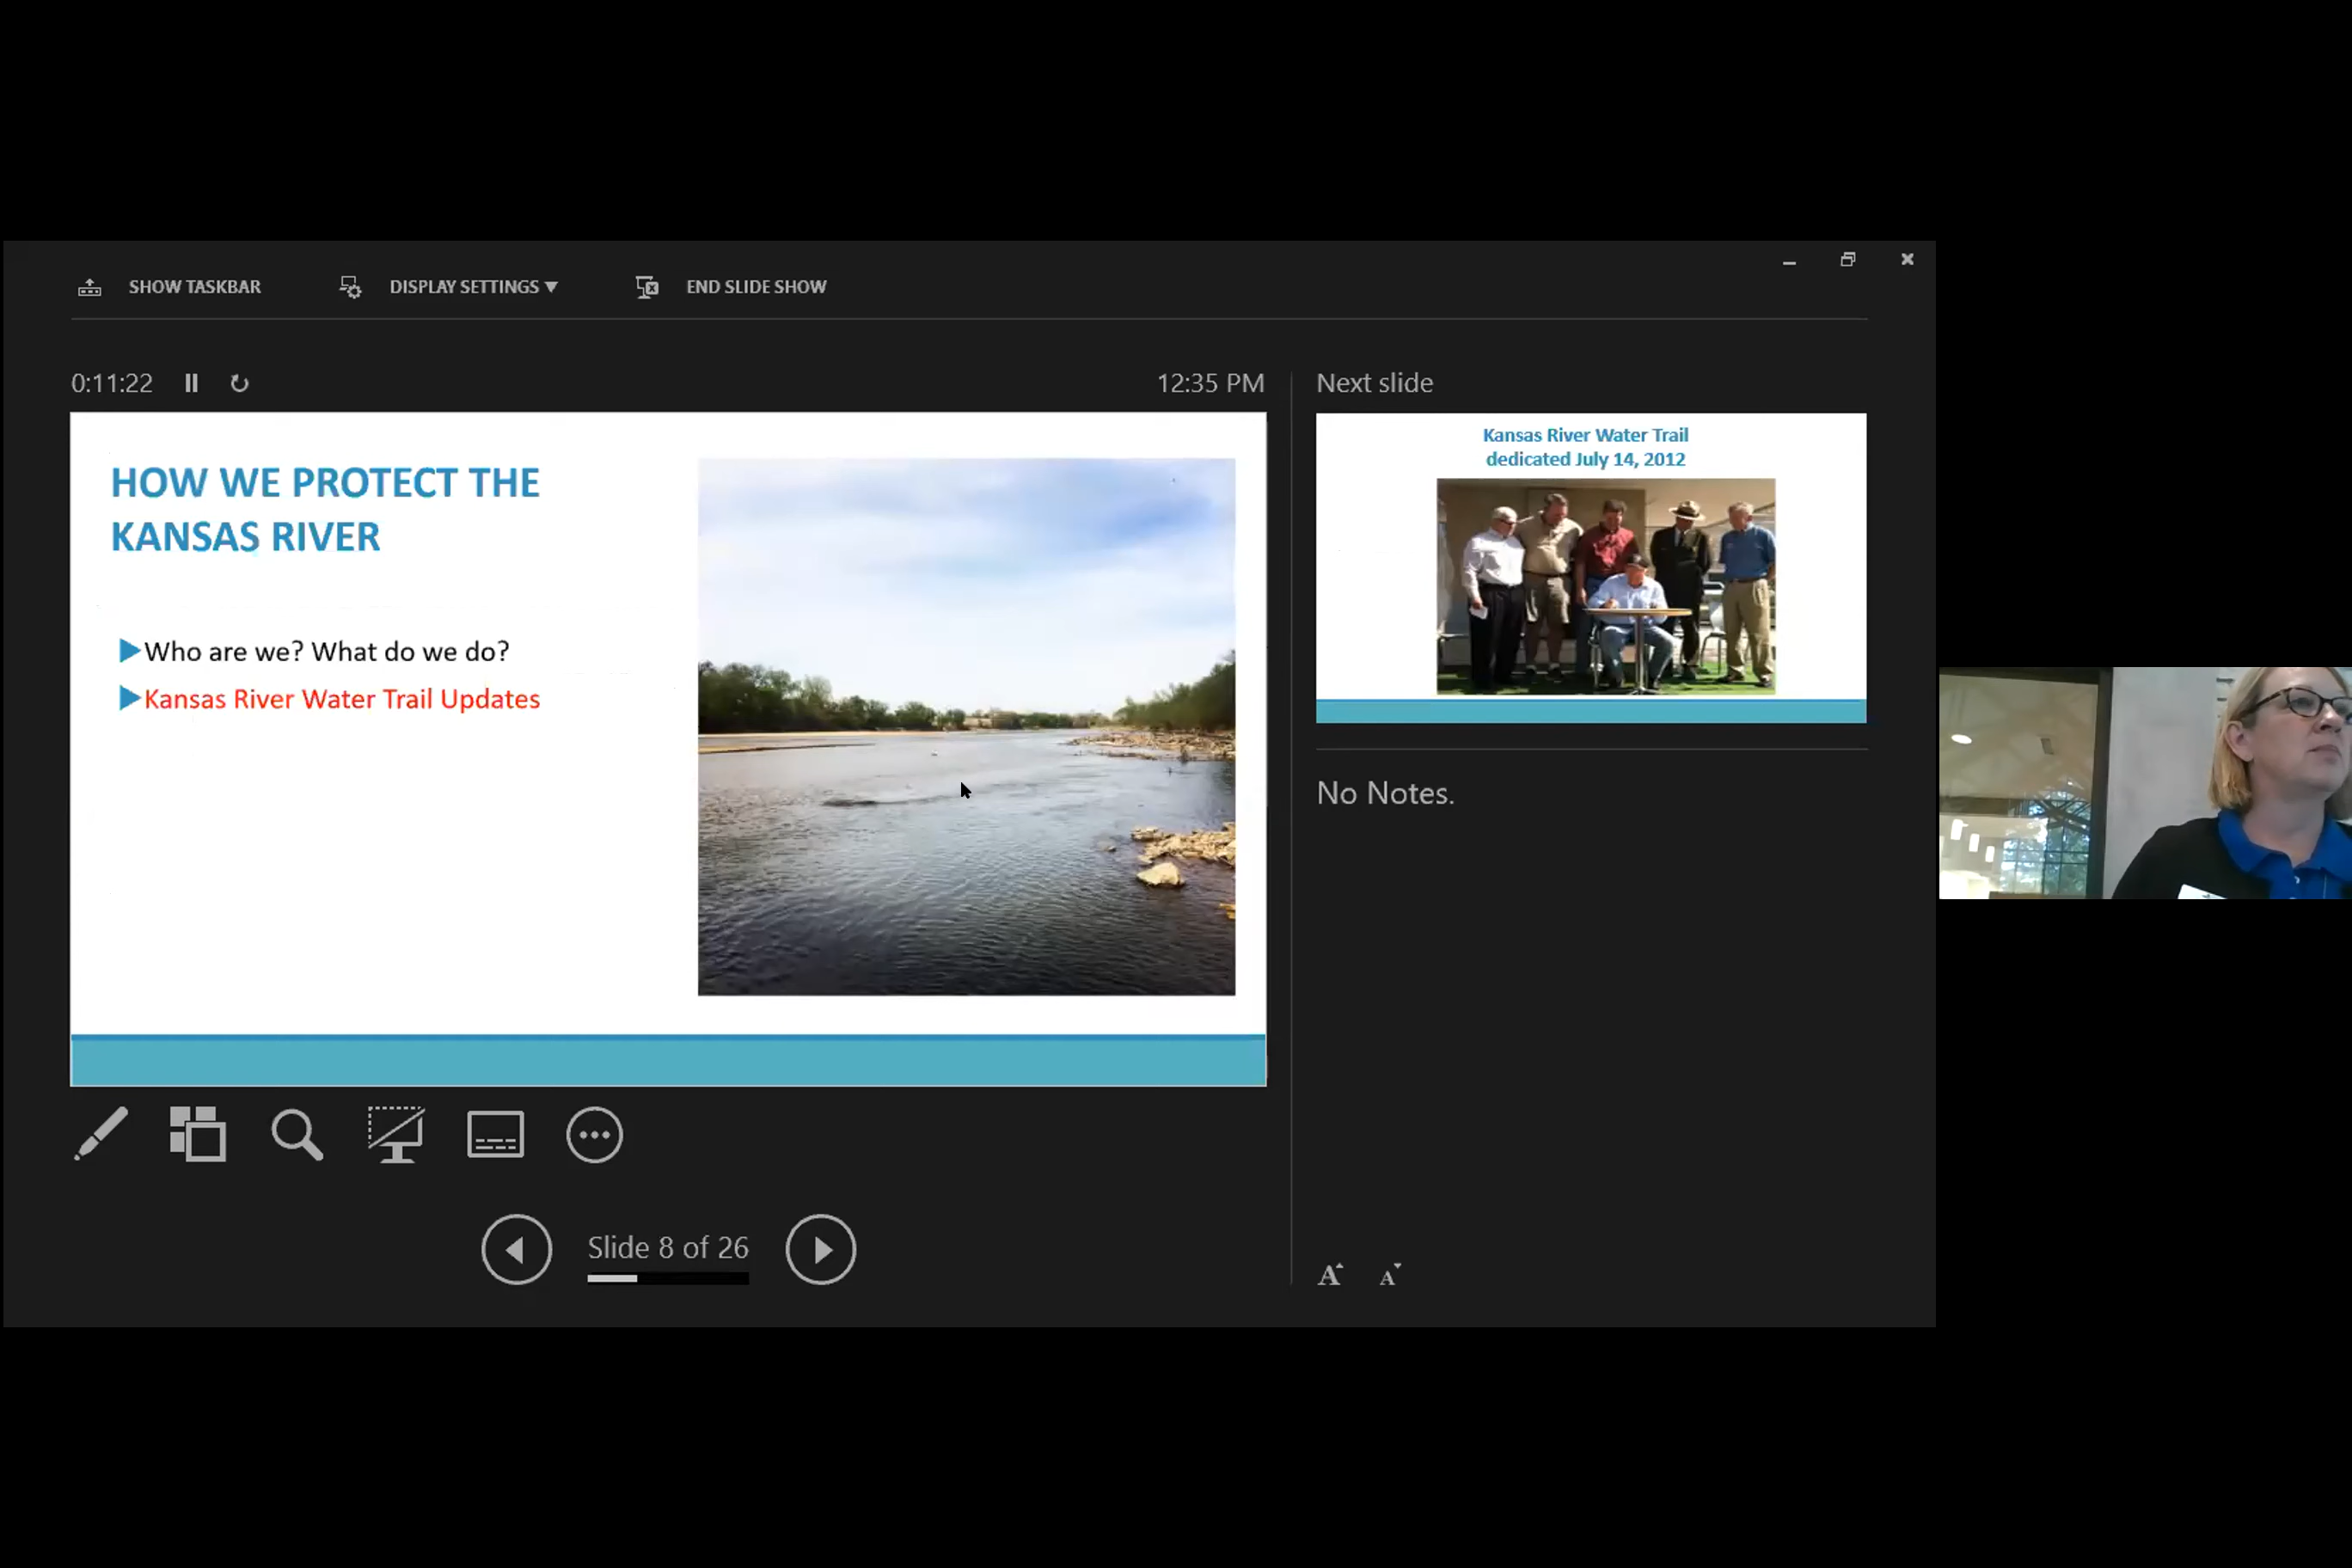 SHOW TASKBAR
DISPLAY SETTINGS ▼
END SLIDE SHOW
0:11:22
12:35 PM
HOW WE PROTECT THE
KANSAS RIVER
Who are we? What do we do?
Kansas River Water Trail Updates
Next slide
Kansas River Water Trail
dedicated July 14, 2012
No Notes.
Slide 8 of 26
A A